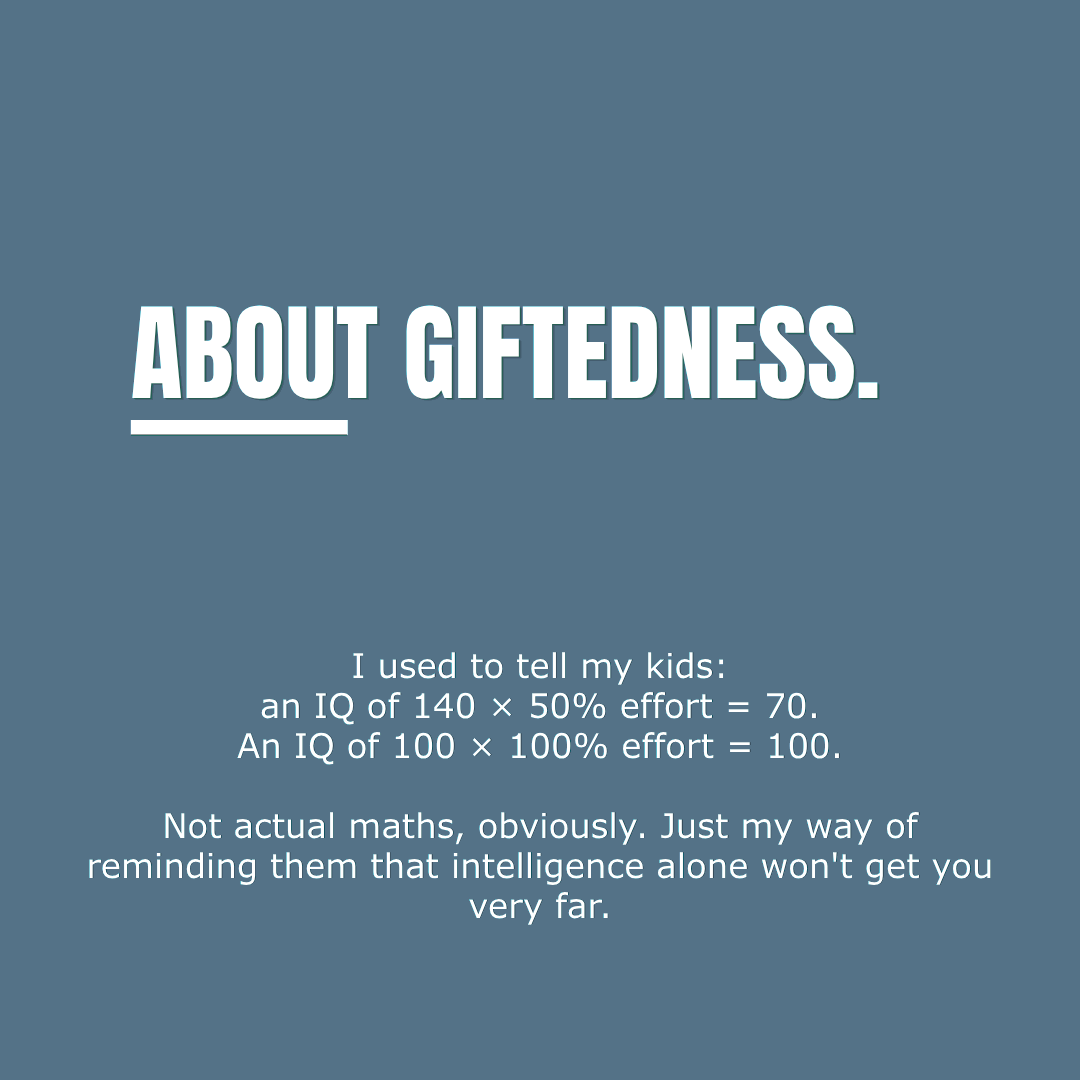 ABOUT GIFTEDNESS.
I used to tell my kids:
an IQ of 140 × 50% effort = 70.
An IQ of 100 × 100% effort = 100.
Not actual maths, obviously. Just my way of
reminding them that intelligence alone won't get you
very far.